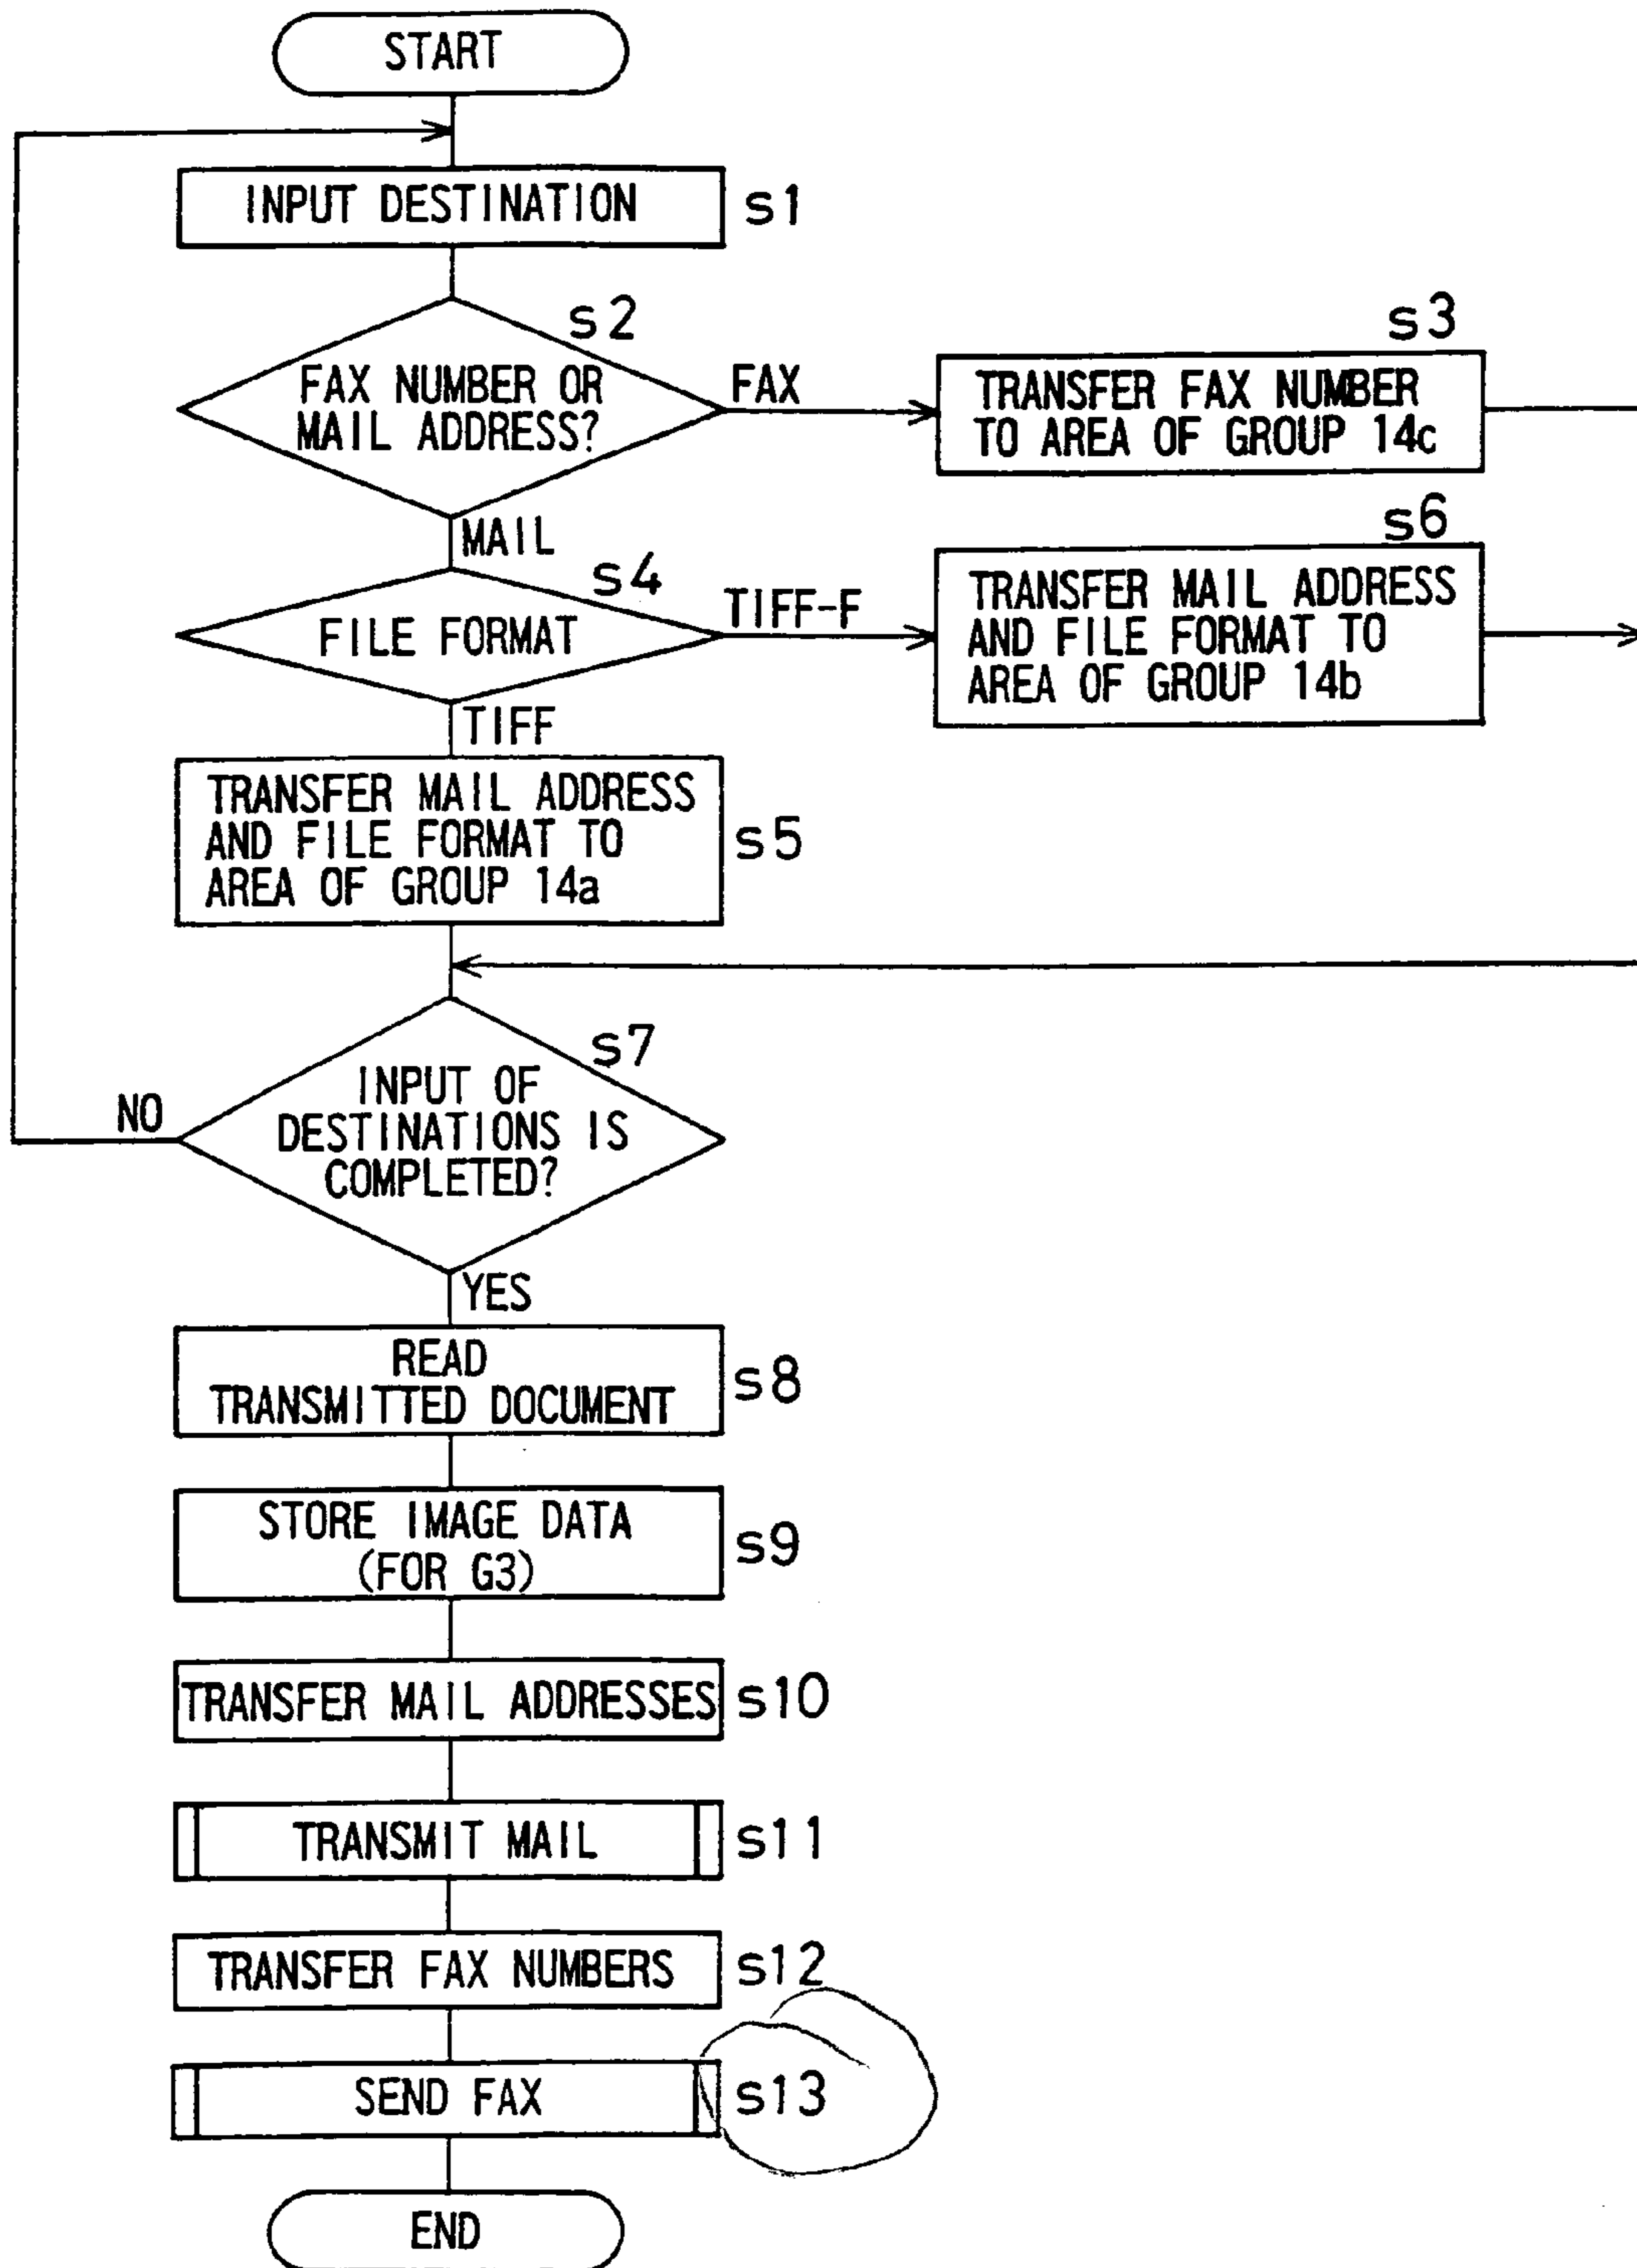 START
INPUT DESTINATION
s1
s2
FAX NUMBER OR
MAIL ADDRESS?
FAX
s3
TRANSFER FAX NUMBER
TO AREA OF GROUP 14c
MAIL
s4
FILE FORMAT
TIFF-F
s6
TRANSFER MAIL ADDRESS
AND FILE FORMAT TO
AREA OF GROUP 14b
TIFF
TRANSFER MAIL ADDRESS
AND FILE FORMAT TO
AREA OF GROUP 14a
s5
s7
INPUT OF
DESTINATIONS IS
COMPLETED?
NO
YES
READ
TRANSMITTED DOCUMENT
s8
STORE IMAGE DATA
(FOR G3)
s9
TRANSFER MAIL ADDRESSES
s10
TRANSMIT MAIL
s11
TRANSFER FAX NUMBERS
s12
SEND FAX
s13
END